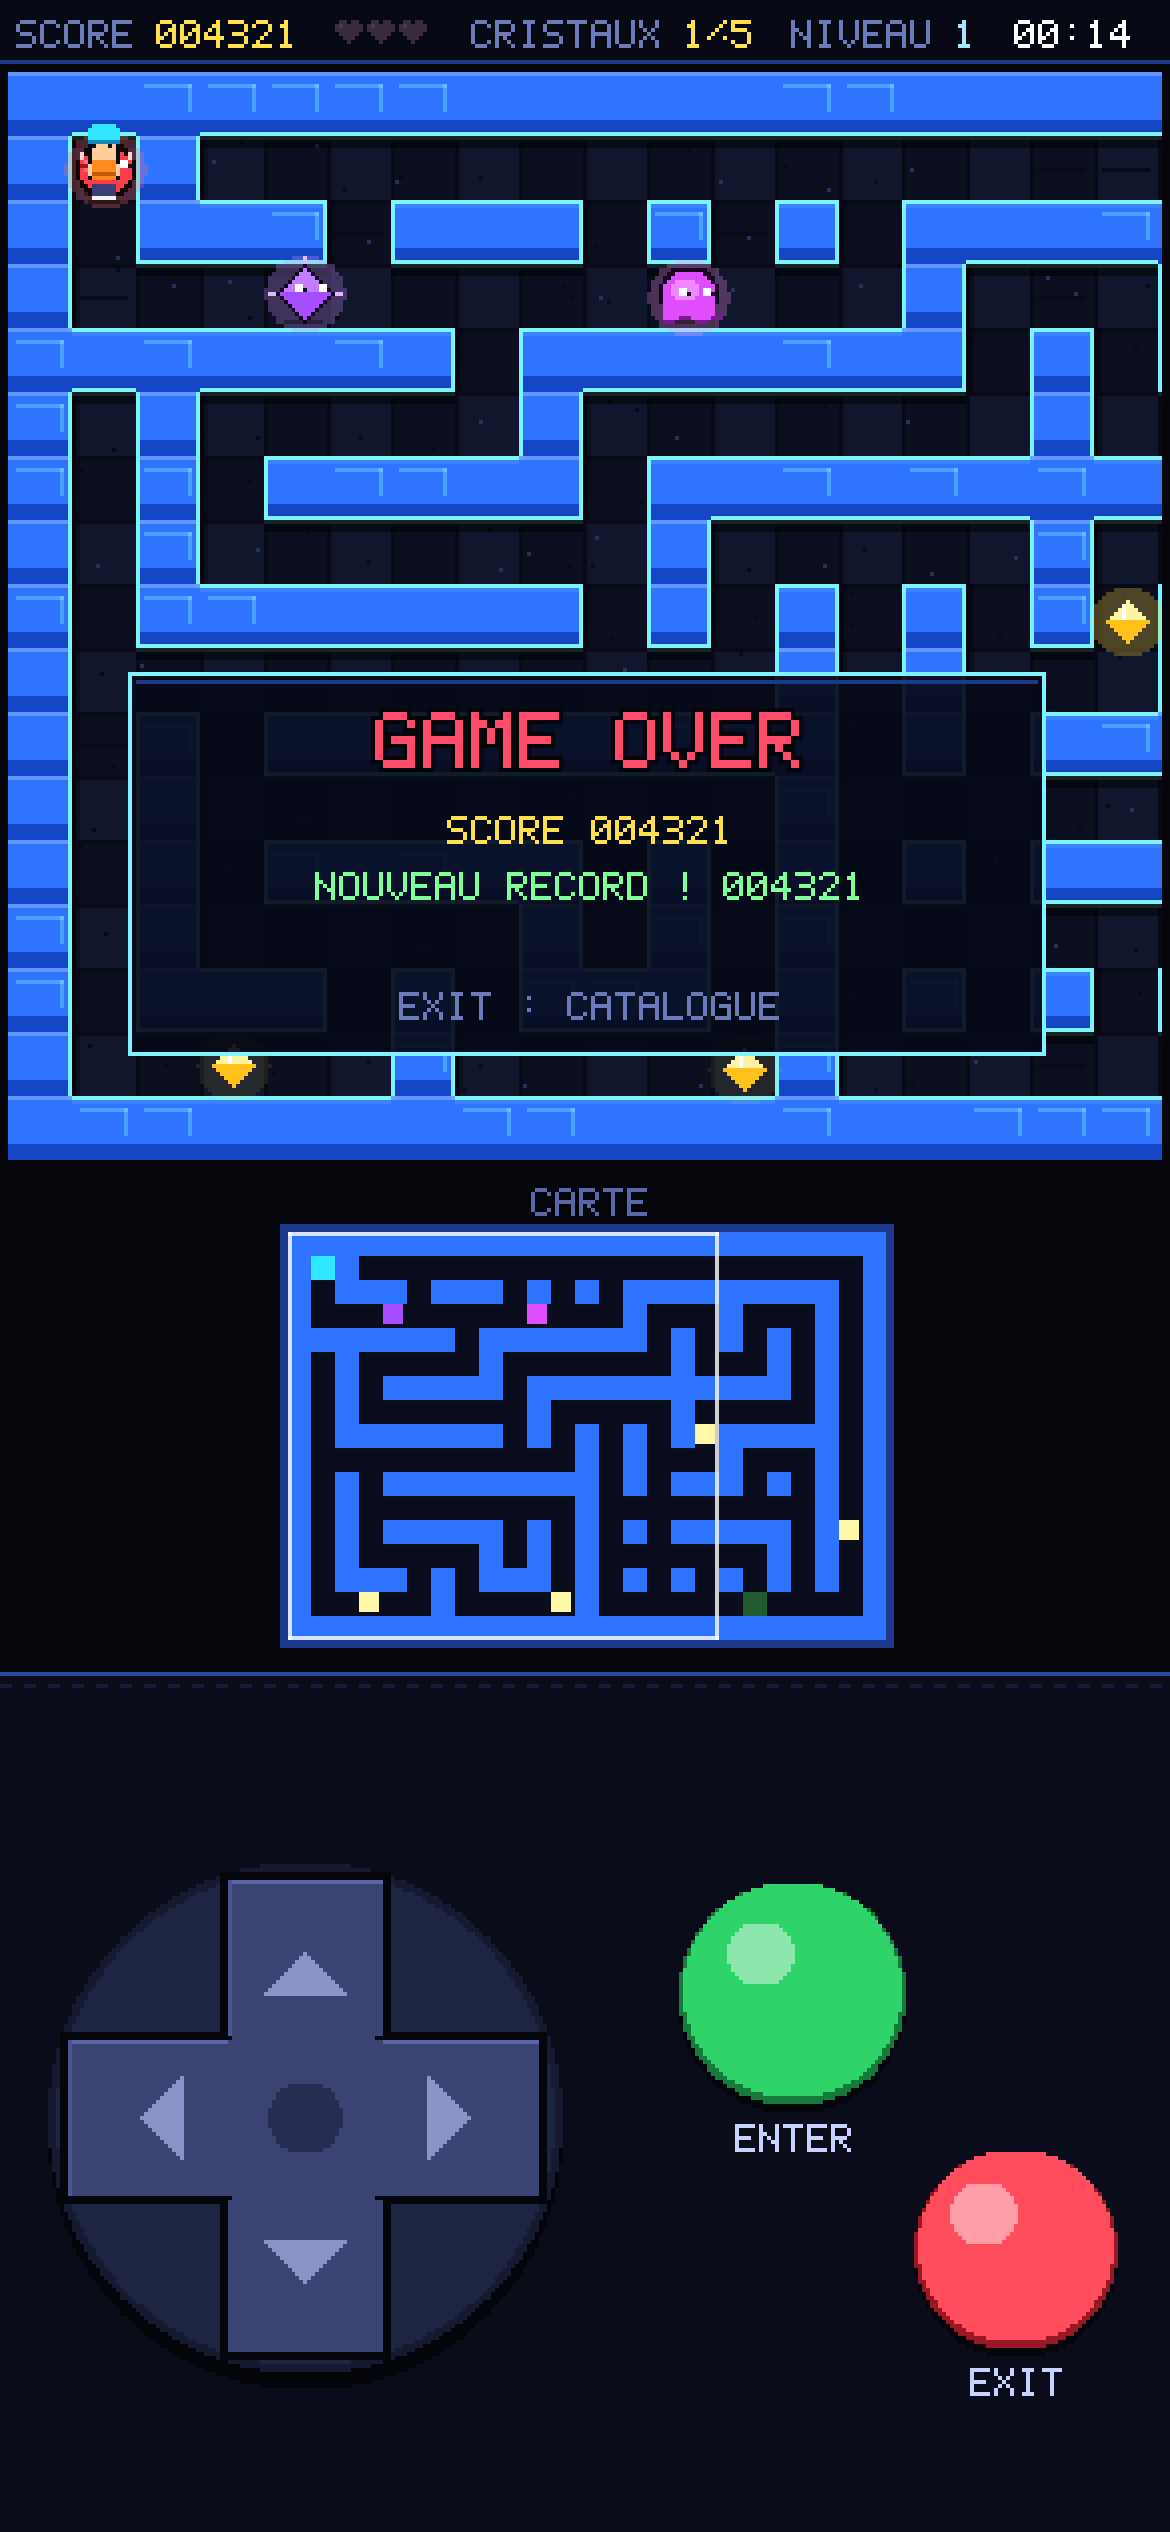 SCORE 004321 CRISTAUX 1/5 NIVEAU 1 00:14
GAME OVER
SCORE 004321
NOUVEAU RECORD ! 004321
EXIT : CATALOGUE
CARTE
ENTER
EXIT